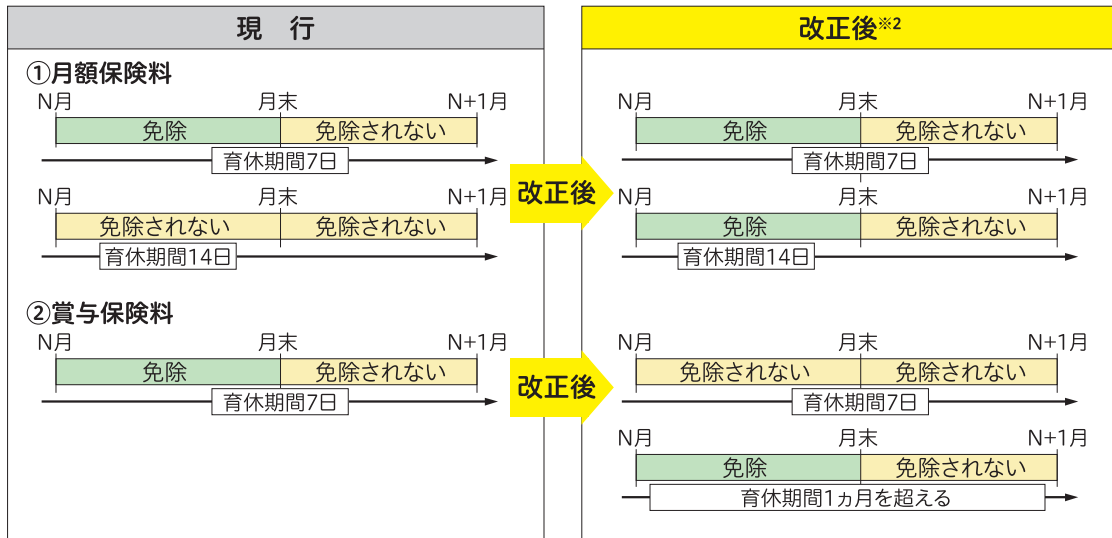 現　行
①月額保険料
N月 月末 N+1月
免除 免除されない
育休期間7日
N月 月末 N+1月
免除されない 免除されない
育休期間14日
②賞与保険料
N月 月末 N+1月
免除 免除されない
育休期間7日
改正後
改正後
改正後※2
N月 月末 N+1月
免除 免除されない
育休期間7日
N月 月末 N+1月
免除 免除されない
育休期間14日
N月 月末 N+1月
免除されない 免除されない
育休期間7日
N月 月末 N+1月
免除 免除されない
育休期間1ヵ月を超える